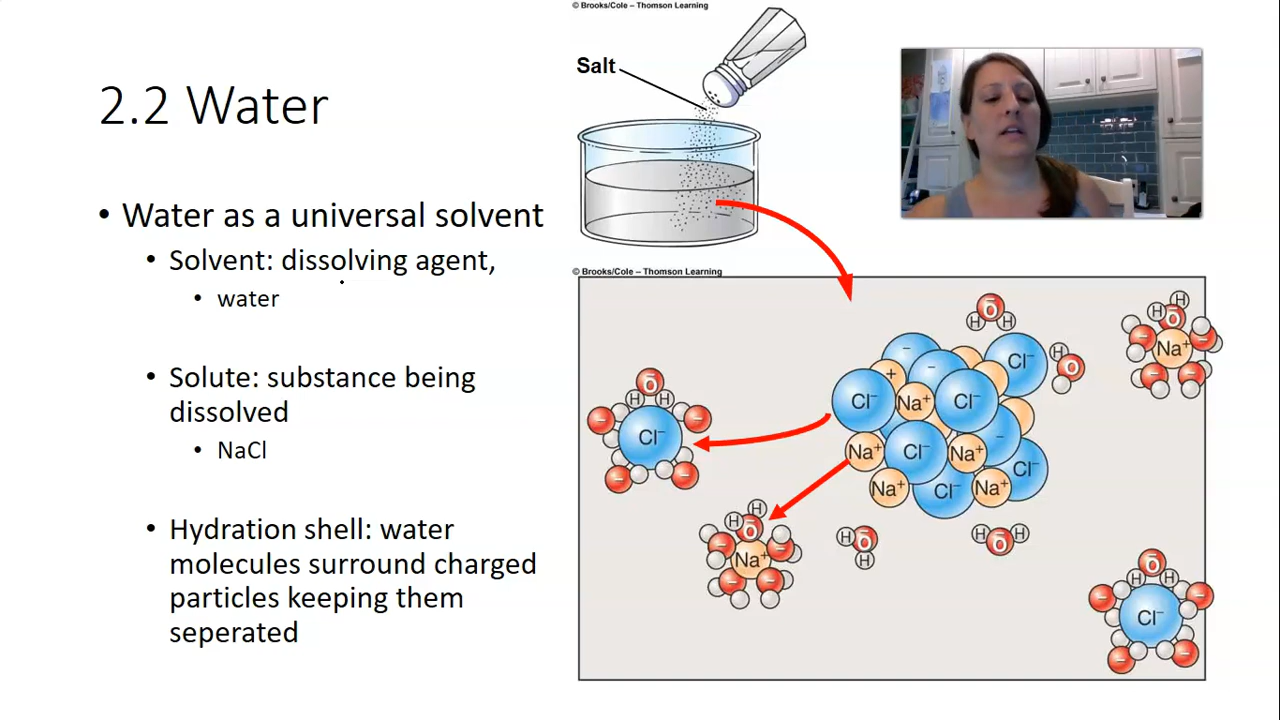 © Brooks/Cole – Thomson Learning
Salt
2.2 Water
• Water as a universal solvent
• Solvent: dissolving agent,
• water
• Solute: substance being
dissolved
• NaCl
• Hydration shell: water
molecules surround charged
particles keeping them
seperated
© Brooks/Cole – Thomson Learning
H H
Cl⁻
H H
Na⁺
H H
H
Na⁺
H
H
Cl⁻
Na⁺
Cl⁻
Cl⁻
Na⁺
Cl⁻
Na⁺
Cl⁻
Na⁺
Cl⁻
Na⁺
H
H
H H
H H
Cl⁻